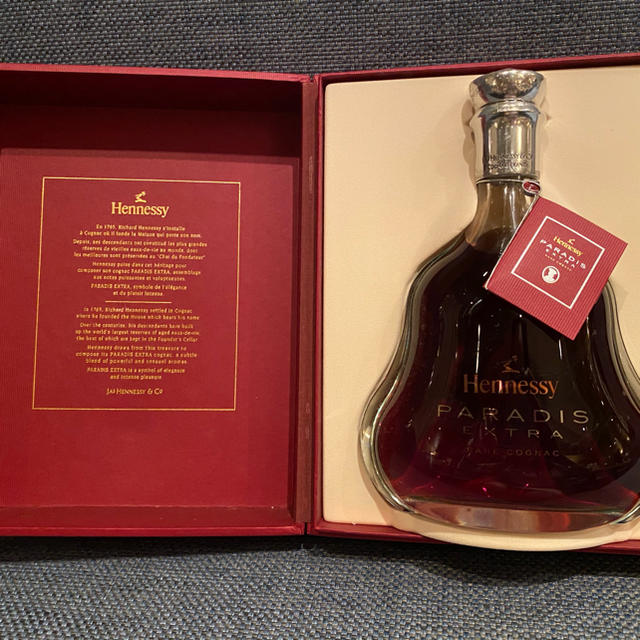 Hennessy
En 1765, Richard Hennessy s'installe
à Cognac où il fonde la Maison qui porte son nom.
Depuis, ses descendants ont constitué les plus grandes
réserves de vieilles eaux-de-vie au monde, dont
les meilleures sont préservées au "Chai du Fondateur"
Hennessy puise dans cet héritage pour
composer son cognac PARADIS EXTRA, assemblage
aux notes puissantes et voluptueuses.
PARADIS EXTRA, symbole de l'élégance
et du plaisir intense.
In 1765, Richard Hennessy settled in Cognac
where he founded the House which bears his name
Over the centuries, his descendants have built
up the world's largest reserves of aged eaux-de-vie
the best of which are kept in the Founder's Cellar
Hennessy draws from this treasure to
compose its PARADIS EXTRA cognac, a subtle
blend of powerful and sensual aromas.
PARADIS EXTRA is a symbol of elegance
and intense pleasure.
JAS HENNESSY & Cº
HENNESSY & Cº
Hennessy
PARADIS
EXTRA
Hennessy
PARADIS
EXTRA
RARE COGNAC